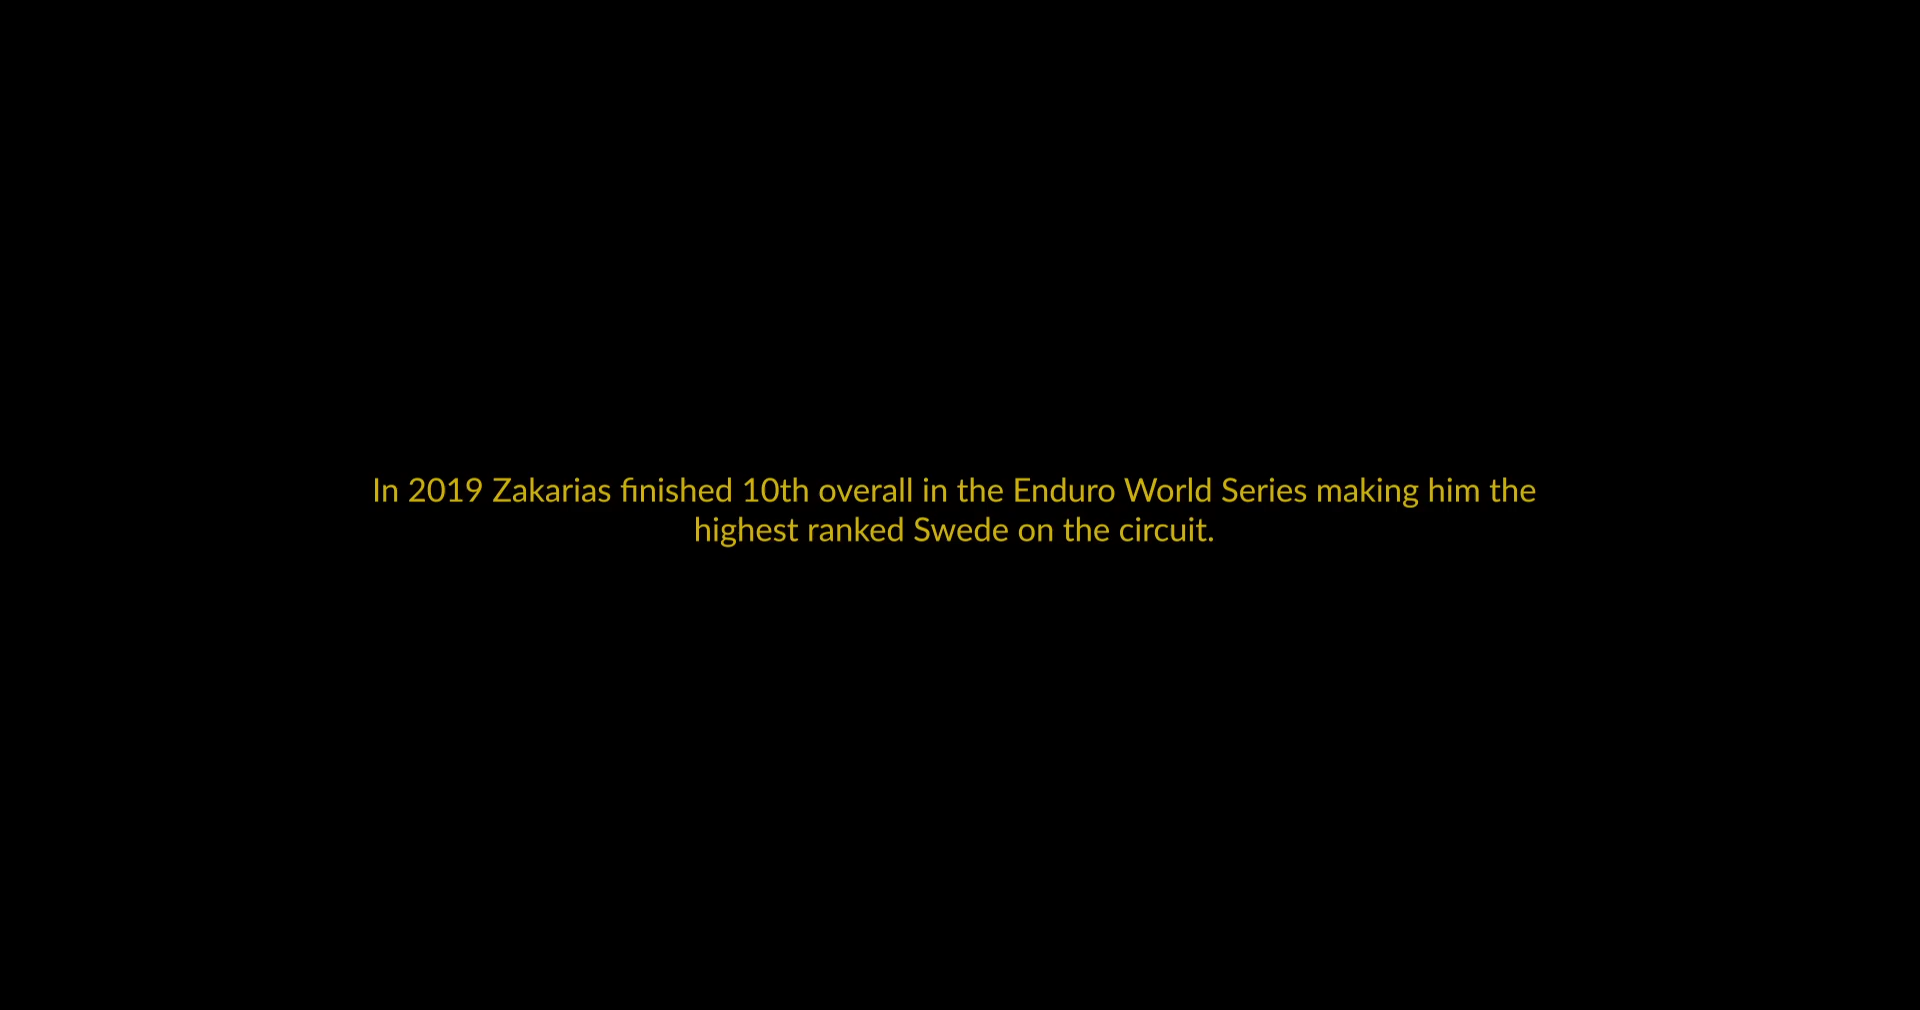 In 2019 Zakarias finished 10th overall in the Enduro World Series making him the
highest ranked Swede on the circuit.